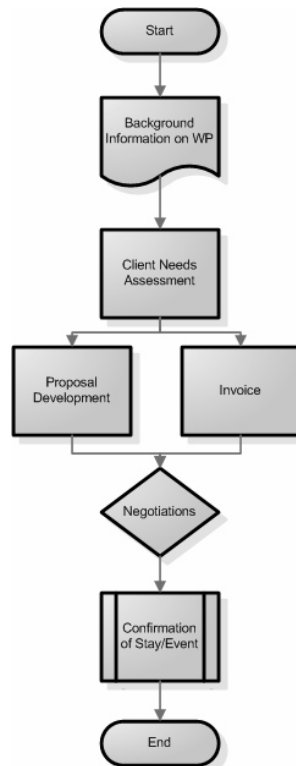 Start
Background
Information on WP
Client Needs
Assessment
Proposal
Development
Invoice
Negotiations
Confirmation
of Stay/Event
End